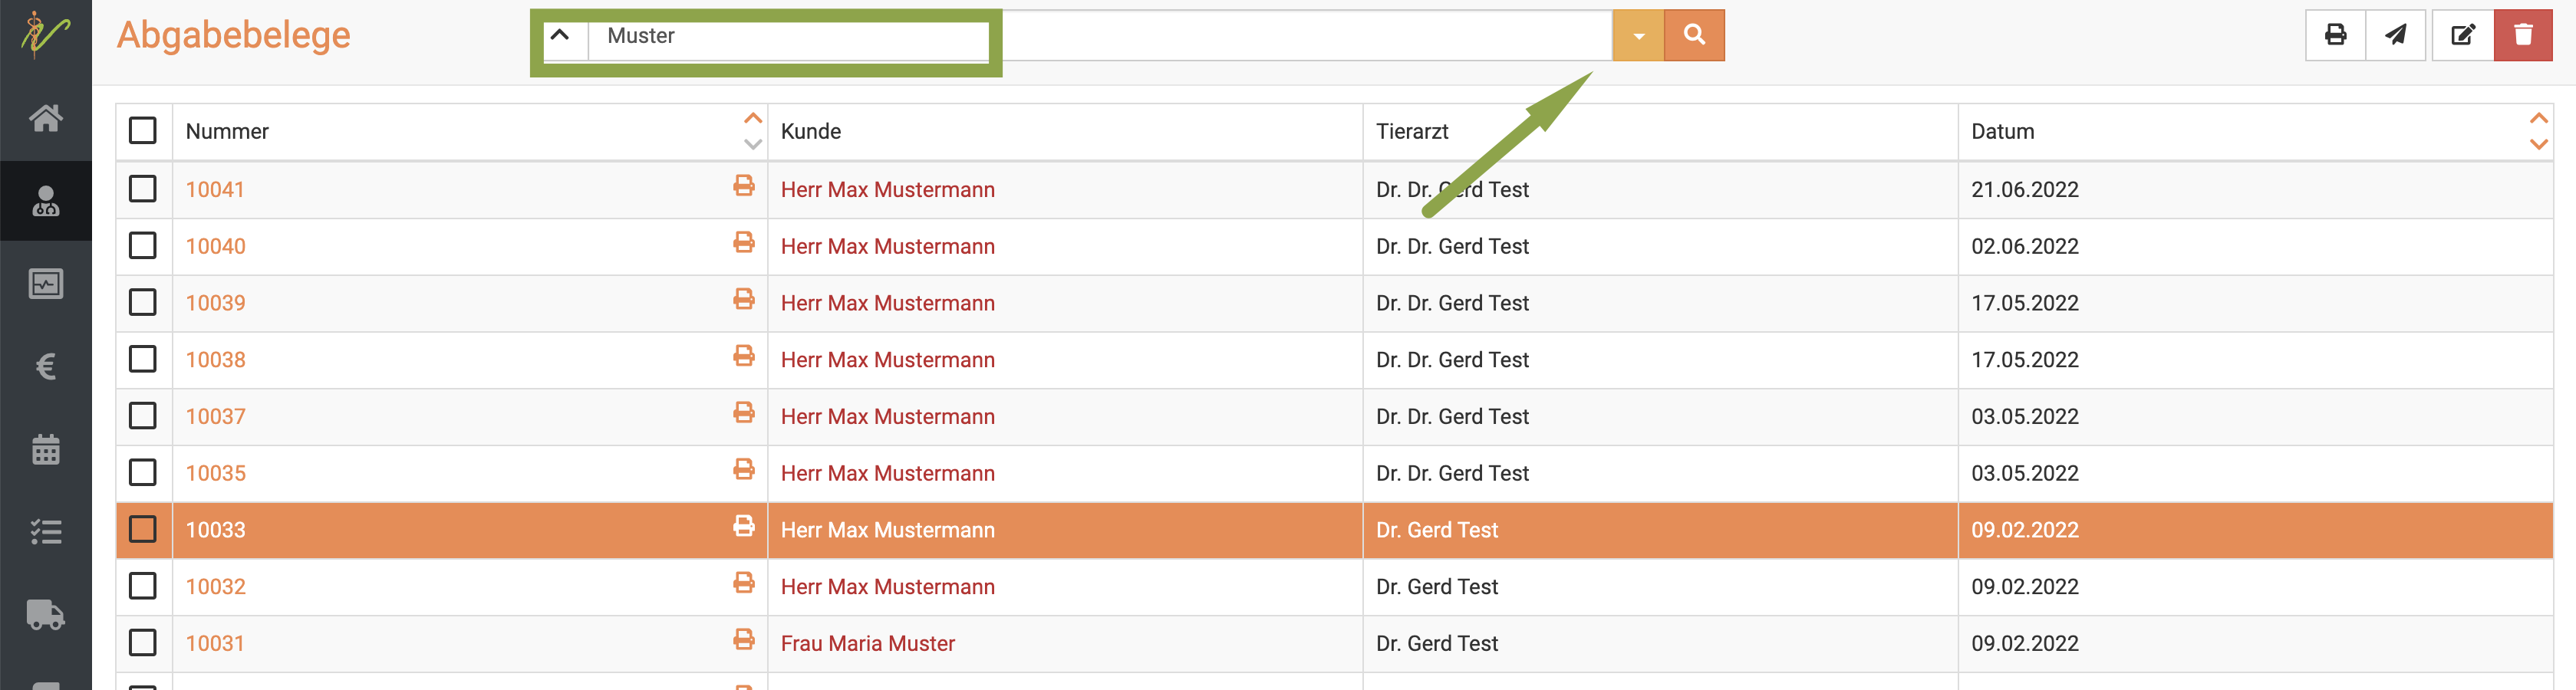 Abgabebelege
Muster
Nummer Kunde Tierarzt Datum
10041 Herr Max Mustermann Dr. Dr. Gerd Test 21.06.2022
10040 Herr Max Mustermann Dr. Dr. Gerd Test 02.06.2022
10039 Herr Max Mustermann Dr. Dr. Gerd Test 17.05.2022
10038 Herr Max Mustermann Dr. Dr. Gerd Test 17.05.2022
10037 Herr Max Mustermann Dr. Dr. Gerd Test 03.05.2022
10035 Herr Max Mustermann Dr. Dr. Gerd Test 03.05.2022
10033 Herr Max Mustermann Dr. Gerd Test 09.02.2022
10032 Herr Max Mustermann Dr. Gerd Test 09.02.2022
10031 Frau Maria Muster Dr. Gerd Test 09.02.2022